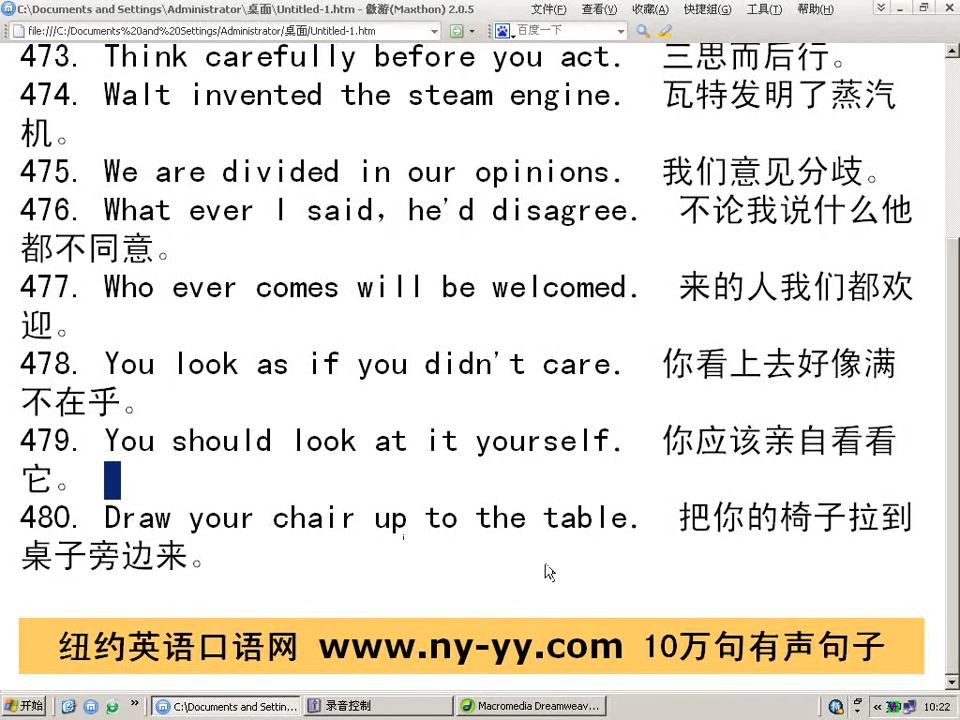 C:\Documents and Settings\Administrator\桌面\Untitled-1.htm - 傲游(Maxthon) 2.0.5 文件(F) 查看(V) 收藏(A) 快捷组(G) 工具(T) 帮助(H)
file:///C:/Documents%20and%20Settings/Administrator/桌面/Untitled-1.htm 百度一下
473. Think carefully before you act. 三思而后行。
474. Walt invented the steam engine. 瓦特发明了蒸汽
机。
475. We are divided in our opinions. 我们意见分歧。
476. What ever I said, he'd disagree. 不论我说什么他
都不同意。
477. Who ever comes will be welcomed. 来的人我们都欢
迎。
478. You look as if you didn't care. 你看上去好像满
不在乎。
479. You should look at it yourself. 你应该亲自看看
它。
480. Draw your chair up to the table. 把你的椅子拉到
桌子旁边来。
纽约英语口语网 www.ny-yy.com 10万句有声句子
开始 C:\Documents and Settin... 录音控制 Macromedia Dreamweav... 10:22